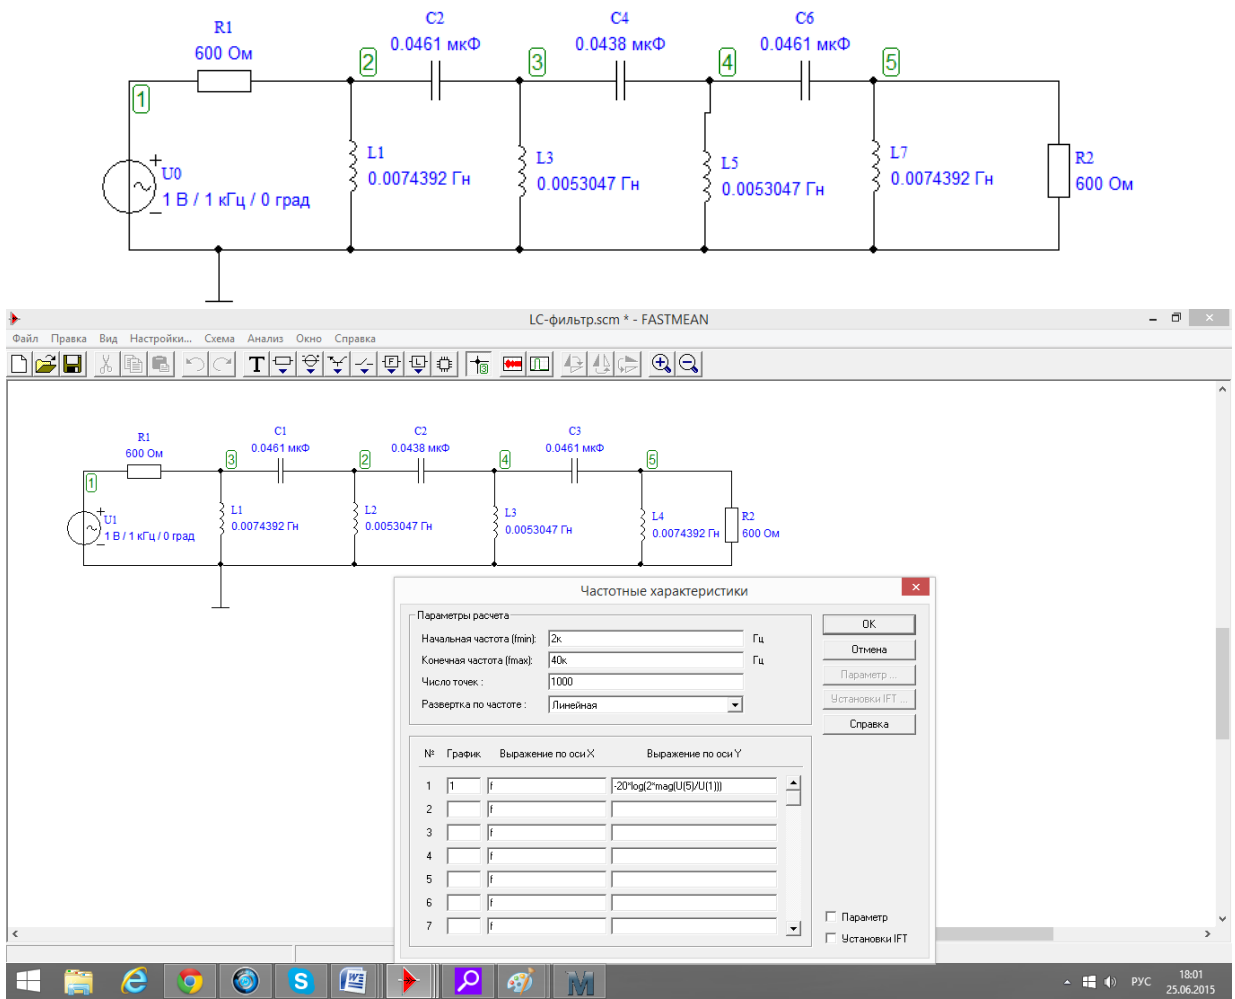 R1
600 Ом
C2
0.0461 мкФ
C4
0.0438 мкФ
C6
0.0461 мкФ
1
2
3
4
5
U0
1 В / 1 кГц / 0 град
L1
0.0074392 Гн
L3
0.0053047 Гн
L5
0.0053047 Гн
L7
0.0074392 Гн
R2
600 Ом
LC-фильтр.scm * - FASTMEAN
Файл Правка Вид Настройки... Схема Анализ Окно Справка
R1
600 Ом
C1
0.0461 мкФ
C2
0.0438 мкФ
C3
0.0461 мкФ
1
3
2
4
5
U1
1 В / 1 кГц / 0 град
L1
0.0074392 Гн
L2
0.0053047 Гн
L3
0.0053047 Гн
L4
0.0074392 Гн
R2
600 Ом
Частотные характеристики
Параметры расчета
Начальная частота (fmin): 2к Гц
Конечная частота (fmax): 40к Гц
Число точек : 1000
Развертка по частоте : Линейная
OK
Отмена
Параметр ...
Установки IFT ...
Справка
№ График Выражение по оси X Выражение по оси Y
1 1 f -20*log(2*mag(U(5)/U(1)))
2 f
3 f
4 f
5 f
6 f
7 f
Параметр
Установки IFT
РУС
18:01
25.06.2015